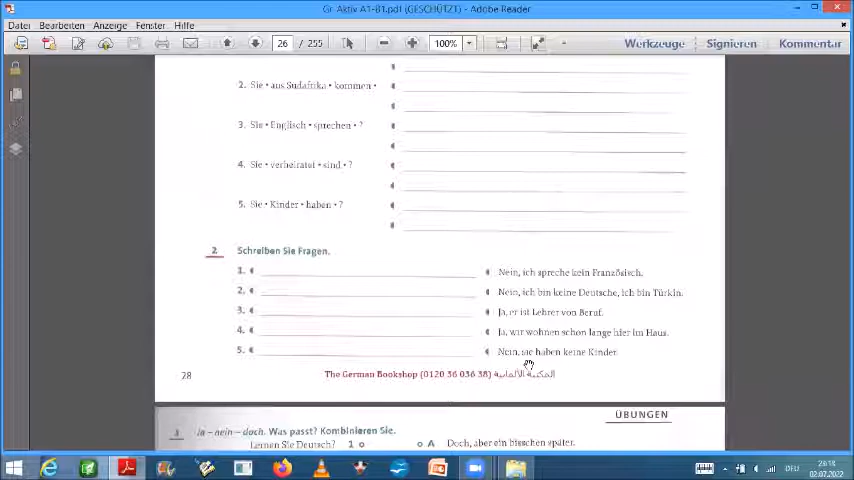 Gr. Aktiv A1-B1.pdf (GESCHÜTZT) - Adobe Reader
Datei Bearbeiten Anzeige Fenster Hilfe
26 / 255 100% Werkzeuge Signieren Kommentar
2. Sie • aus Südafrika • kommen •
3. Sie • Englisch • sprechen • ?
4. Sie • verheiratet • sind • ?
5. Sie • Kinder • haben • ?
2 Schreiben Sie Fragen.
1. Nein, ich spreche kein Französisch.
2. Nein, ich bin keine Deutsche, ich bin Türkin.
3. Ja, er ist Lehrer von Beruf.
4. Ja, wir wohnen schon lange hier im Haus.
5. Nein, sie haben keine Kinder.
28 The German Bookshop (0120 36 036 38) المكتبة الألمانية
ÜBUNGEN
3 Ja – nein – doch. Was passt? Kombinieren Sie.
Lernen Sie Deutsch? 1 o o A Doch, aber ein bisschen später.
DEU
02.07.2022